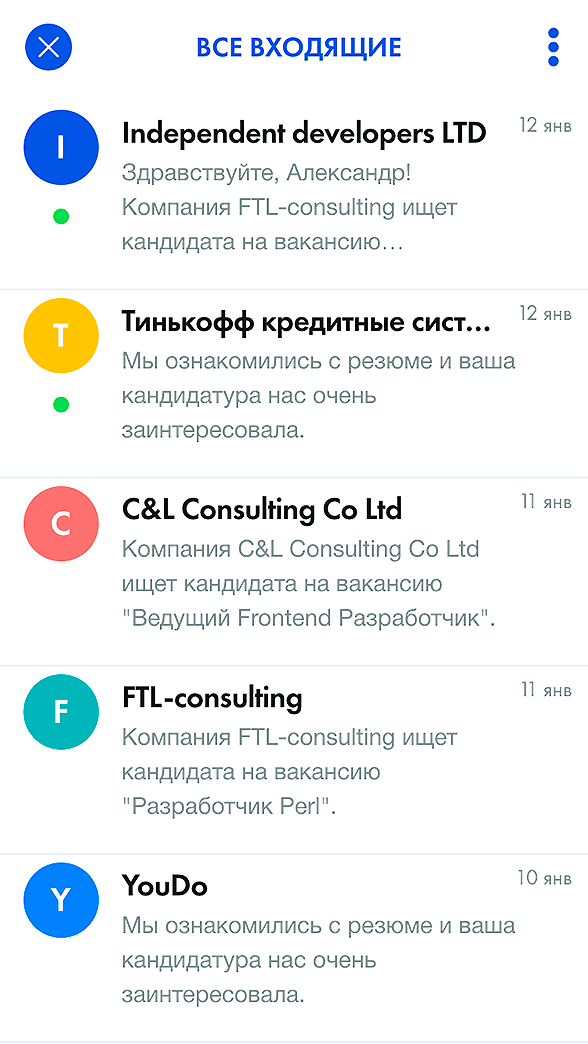 ВСЕ ВХОДЯЩИЕ
I
Independent developers LTD
12 янв
Здравствуйте, Александр!
Компания FTL-consulting ищет
кандидата на вакансию...
Т
Тинькофф кредитные сист...
12 янв
Мы ознакомились с резюме и ваша
кандидатура нас очень
заинтересовала.
C
C&L Consulting Co Ltd
11 янв
Компания C&L Consulting Co Ltd
ищет кандидата на вакансию
"Ведущий Frontend Разработчик".
F
FTL-consulting
11 янв
Компания FTL-consulting ищет
кандидата на вакансию
"Разработчик Perl".
Y
YouDo
10 янв
Мы ознакомились с резюме и ваша
кандидатура нас очень
заинтересовала.